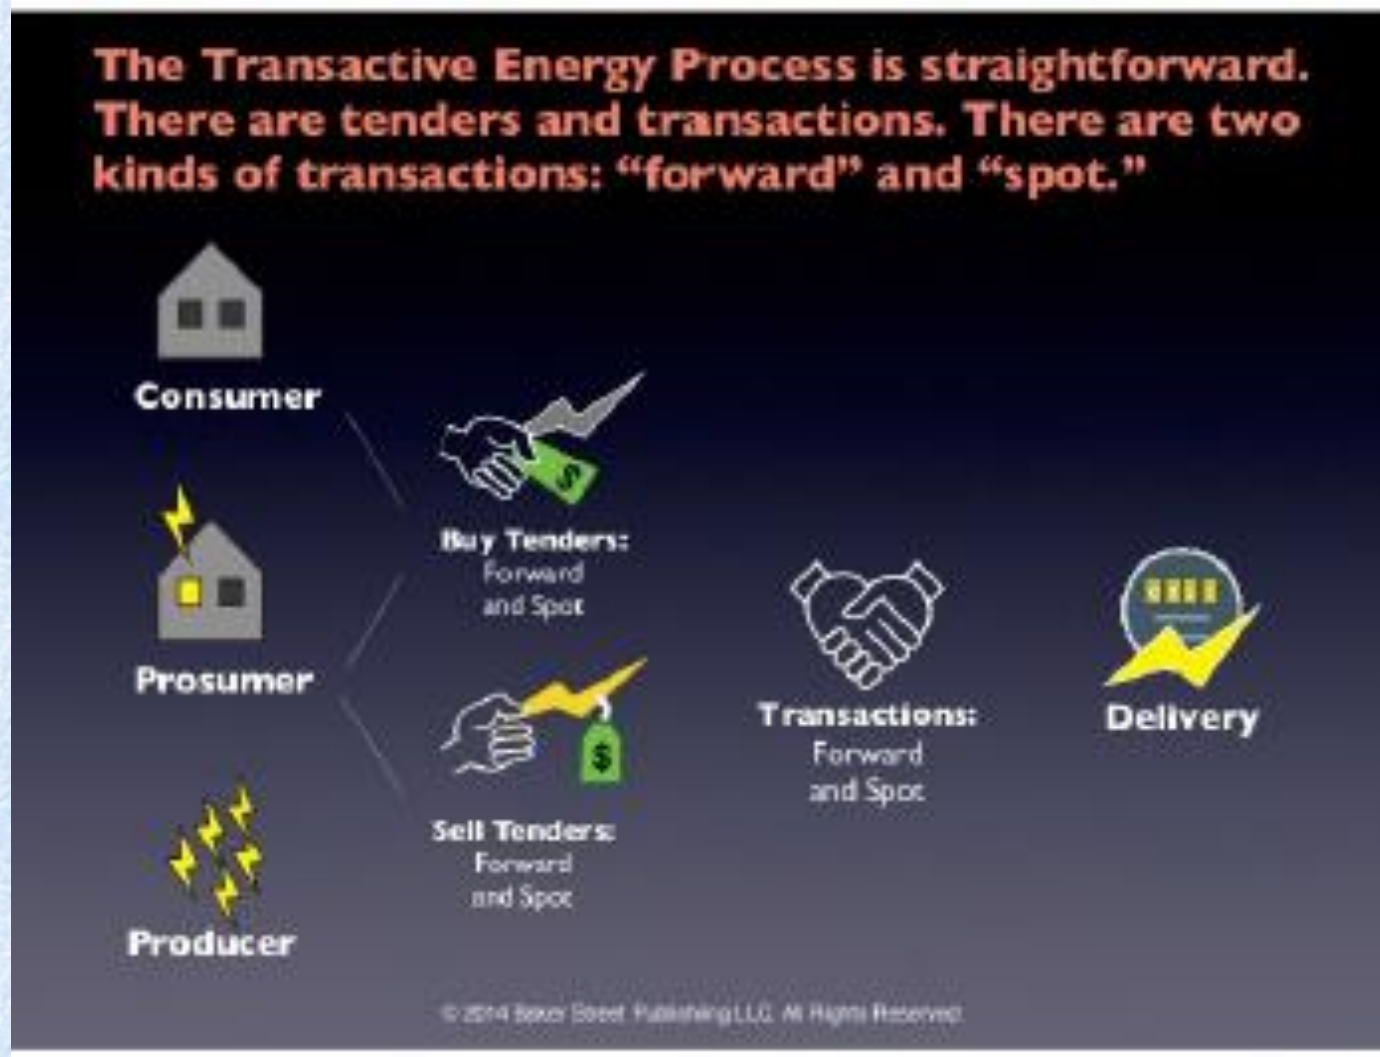 The Transactive Energy Process is straightforward.
There are tenders and transactions. There are two
kinds of transactions: “forward” and “spot.”
Consumer
Buy Tenders:
Forward
and Spot
Prosumer
Sell Tenders:
Forward
and Spot
Producer
Transactions:
Forward
and Spot
Delivery
© 2014 Baker Street Publishing LLC. All Rights Reserved